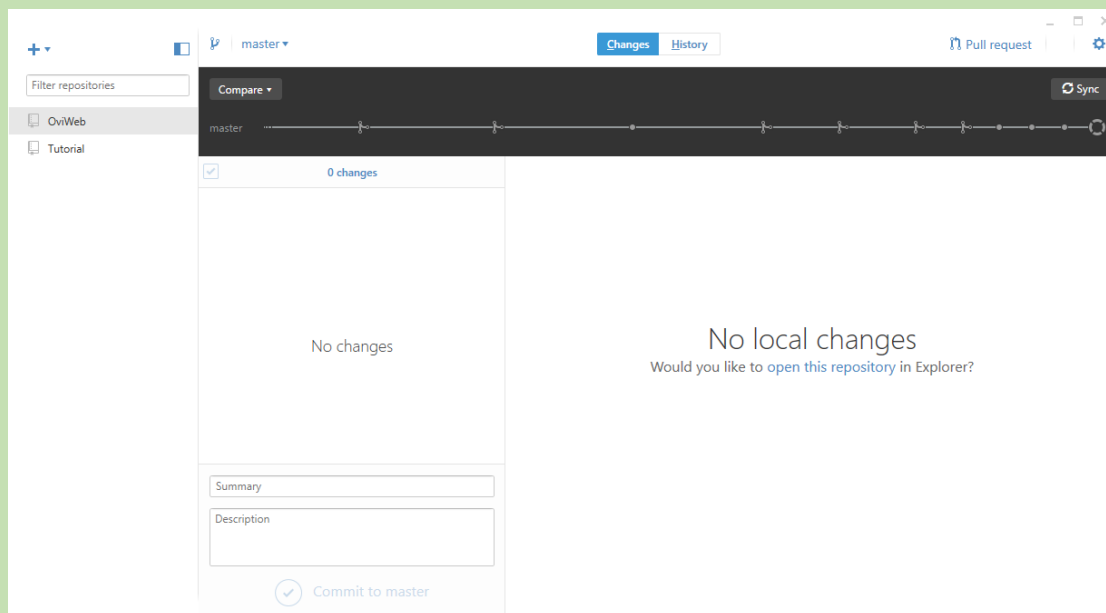 master
Changes
History
Pull request
Filter repositories
Compare
Sync
OviWeb
master
Tutorial
0 changes
No changes
No local changes
Would you like to open this repository in Explorer?
Summary
Description
Commit to master